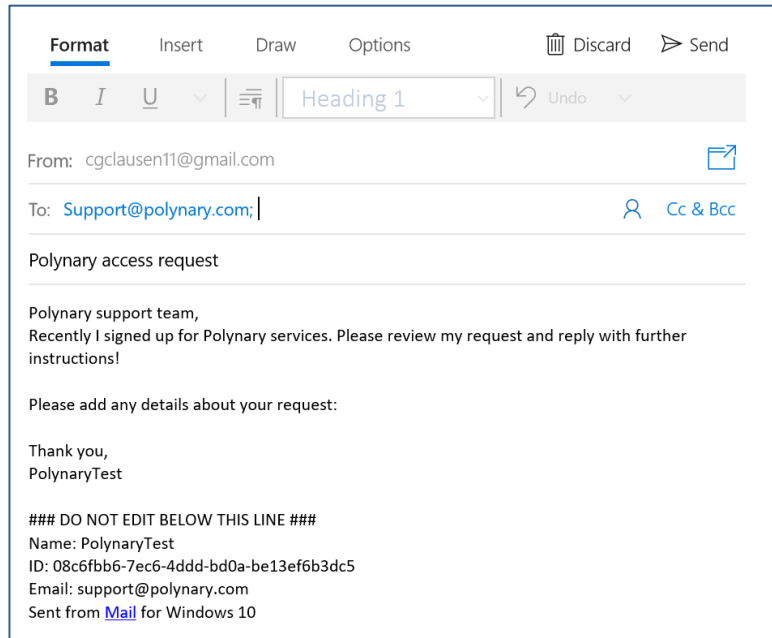 Format Insert Draw Options Discard Send
B I U Heading 1 Undo
From: cgclausen11@gmail.com
To: Support@polynary.com; Cc & Bcc
Polynary access request
Polynary support team,
Recently I signed up for Polynary services. Please review my request and reply with further
instructions!
Please add any details about your request:
Thank you,
PolynaryTest
### DO NOT EDIT BELOW THIS LINE ###
Name: PolynaryTest
ID: 08c6fbb6-7ec6-4ddd-bd0a-be13ef6b3dc5
Email: support@polynary.com
Sent from Mail for Windows 10